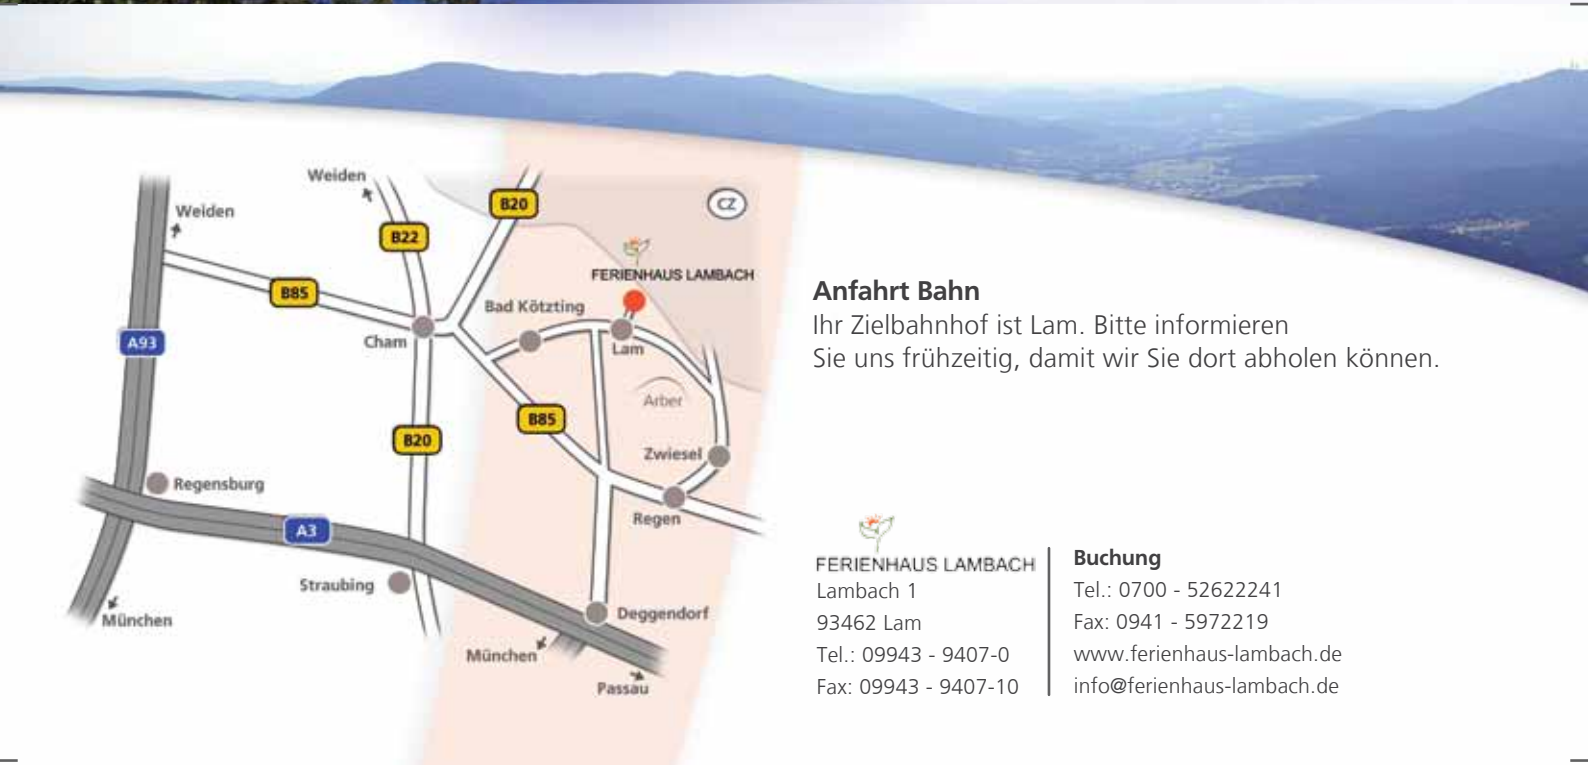 Weiden
Weiden
B20
CZ
B22
FERIENHAUS LAMBACH
B85
Bad Kötzting
Cham
Lam
A93
Arber
B85
B20
Zwiesel
Regensburg
Regen
A3
Straubing
Deggendorf
München
München
Passau
Anfahrt Bahn
Ihr Zielbahnhof ist Lam. Bitte informieren
Sie uns frühzeitig, damit wir Sie dort abholen können.
FERIENHAUS LAMBACH
Lambach 1
93462 Lam
Tel.: 09943 - 9407-0
Fax: 09943 - 9407-10
Buchung
Tel.: 0700 - 52622241
Fax: 0941 - 5972219
www.ferienhaus-lambach.de
info@ferienhaus-lambach.de